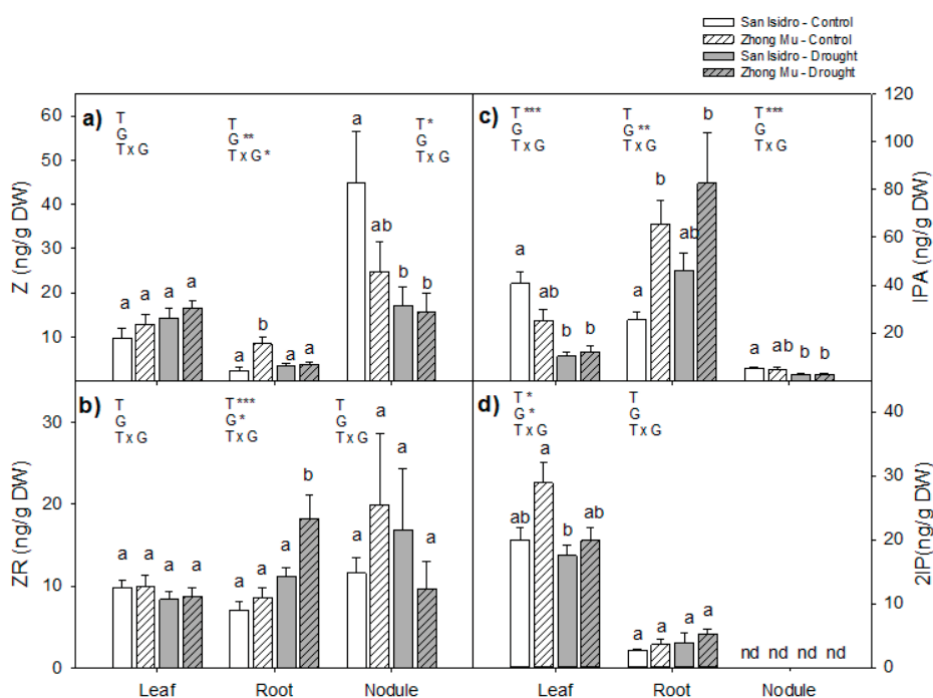 San Isidro - Control
Zhong Mu - Control
San Isidro - Drought
Zhong Mu - Drought
a)
T
G
T x G
T
G **
T x G *
a
T *
G
T x G
ab
b
b
a a a a
a b a a
60
50
40
30
20
10
Z (ng/g DW)
c)
T ***
G
T x G
T
G **
T x G
b
T ***
G
T x G
b
ab
a
a
ab
b b
a ab b b
120
100
80
60
40
20
IPA (ng/g DW)
b)
T
G
T x G
T ***
G *
T x G
T
G
T x G
a
a
b
a
a
a a a a
a a
a
30
20
10
0
ZR (ng/g DW)
Leaf Root Nodule
d)
T *
G *
T x G
T
G
T x G
a
ab
b
ab
a a a a
nd nd nd nd
40
30
20
10
0
2IP(ng/g DW)
Leaf Root Nodule